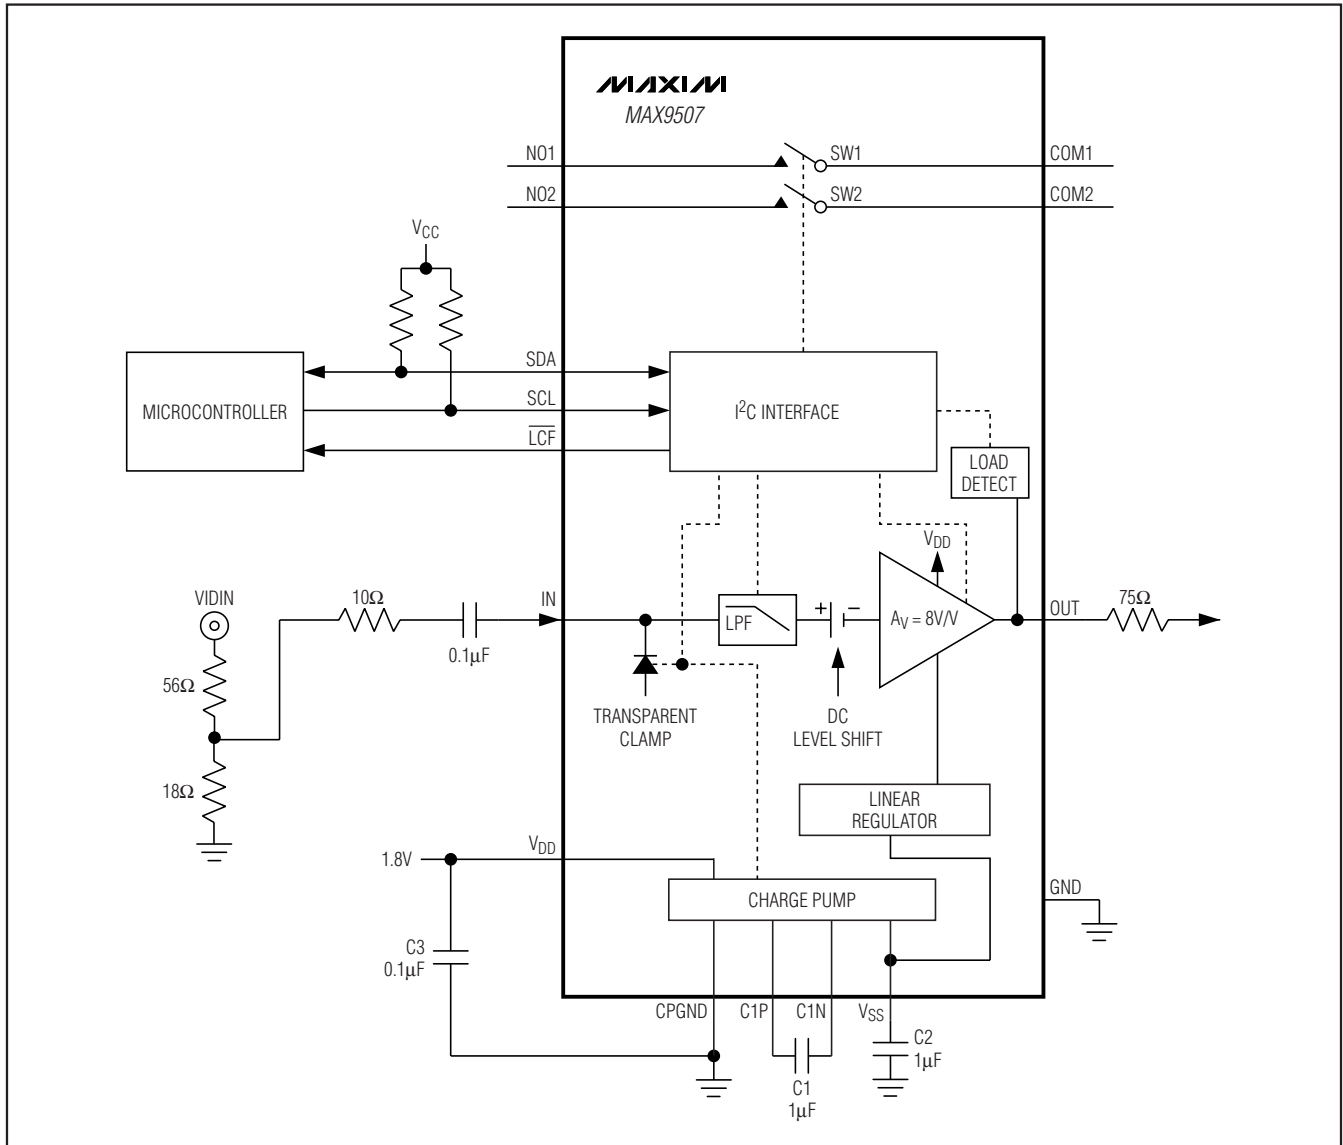 MAXIM
MAX9507
NO1
SW1
COM1
NO2
SW2
COM2
VCC
SDA
SCL
LCF
MICROCONTROLLER
I²C INTERFACE
LOAD
DETECT
VDD
VIDIN
10Ω
0.1µF
IN
LPF
+ −
AV = 8V/V
OUT
75Ω
56Ω
18Ω
TRANSPARENT
CLAMP
DC
LEVEL SHIFT
LINEAR
REGULATOR
1.8V
VDD
CHARGE PUMP
GND
C3
0.1µF
CPGND
C1P
C1N
VSS
C2
1µF
C1
1µF